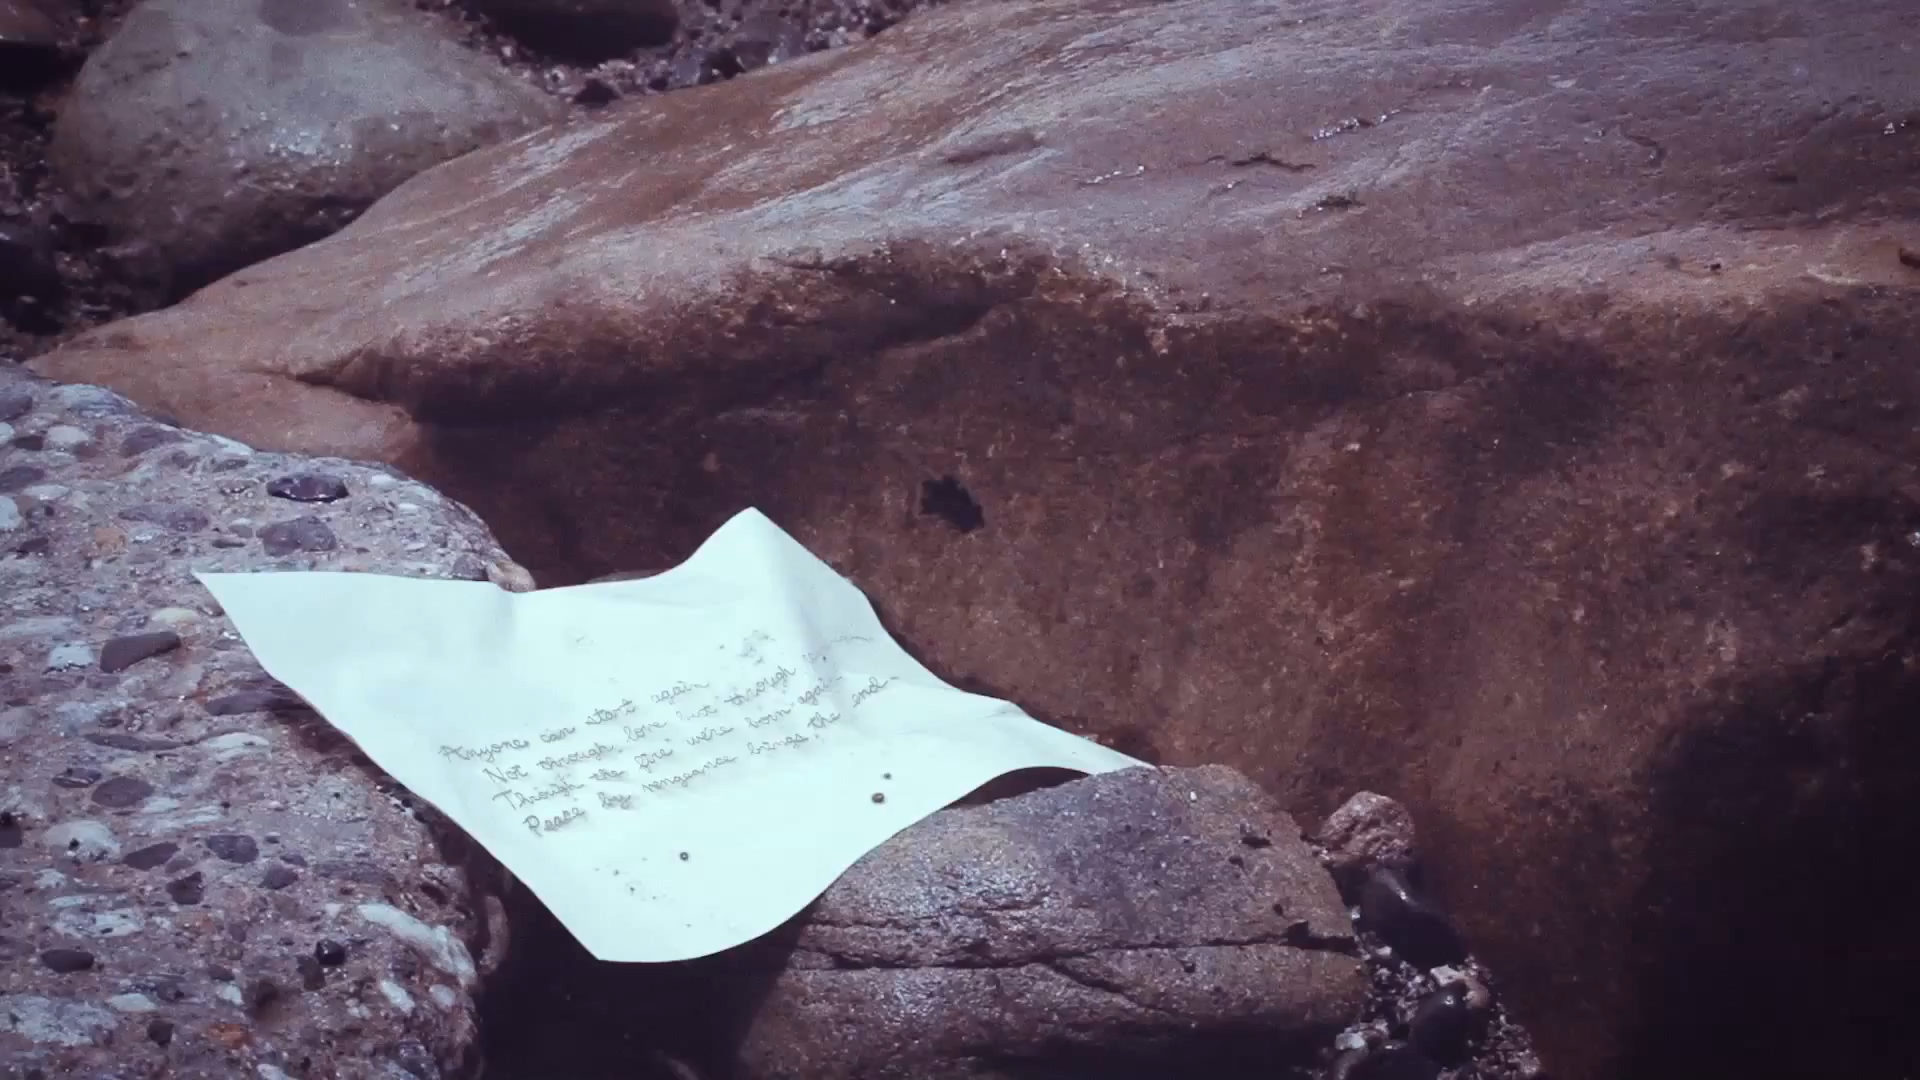 Anyone can start again
Not through love but through
Through the fire we're born again
Peace by vengeance brings the end